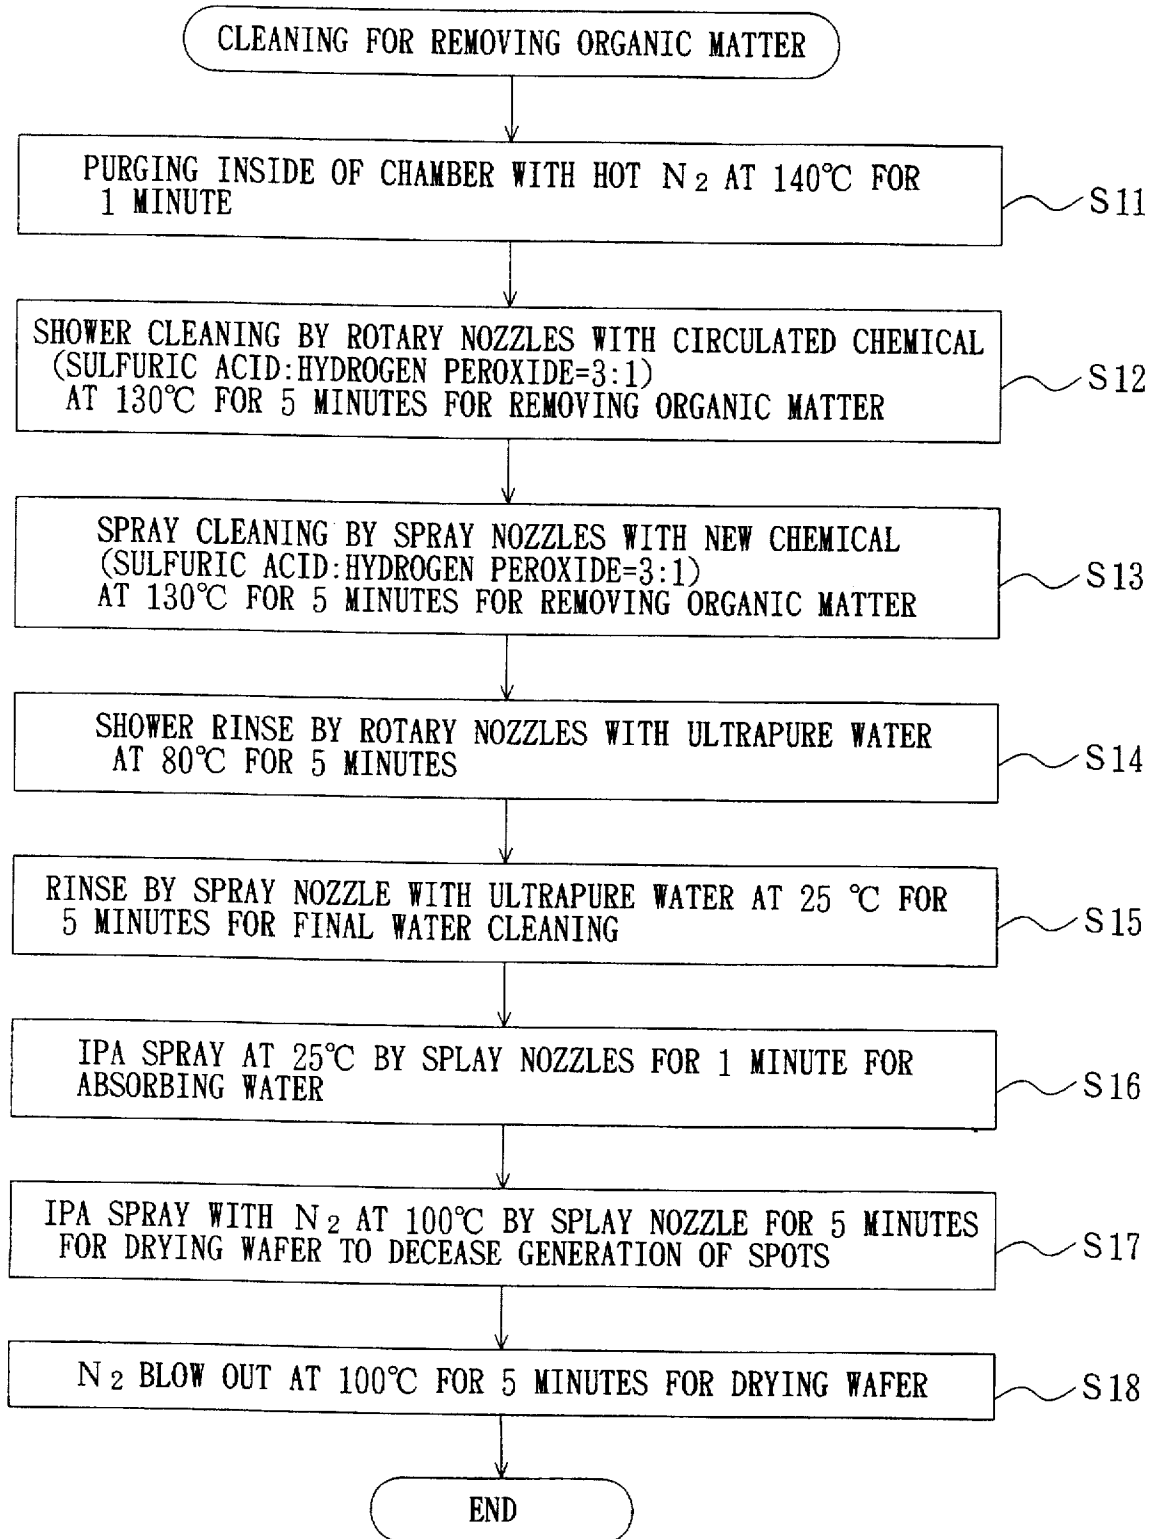 CLEANING FOR REMOVING ORGANIC MATTER
PURGING INSIDE OF CHAMBER WITH HOT N2 AT 140℃ FOR
1 MINUTE
S11
SHOWER CLEANING BY ROTARY NOZZLES WITH CIRCULATED CHEMICAL
(SULFURIC ACID:HYDROGEN PEROXIDE=3:1)
AT 130℃ FOR 5 MINUTES FOR REMOVING ORGANIC MATTER
S12
SPRAY CLEANING BY SPRAY NOZZLES WITH NEW CHEMICAL
(SULFURIC ACID:HYDROGEN PEROXIDE=3:1)
AT 130℃ FOR 5 MINUTES FOR REMOVING ORGANIC MATTER
S13
SHOWER RINSE BY ROTARY NOZZLES WITH ULTRAPURE WATER
AT 80℃ FOR 5 MINUTES
S14
RINSE BY SPRAY NOZZLE WITH ULTRAPURE WATER AT 25 ℃ FOR
5 MINUTES FOR FINAL WATER CLEANING
S15
IPA SPRAY AT 25℃ BY SPLAY NOZZLES FOR 1 MINUTE FOR
ABSORBING WATER
S16
IPA SPRAY WITH N2 AT 100℃ BY SPLAY NOZZLE FOR 5 MINUTES
FOR DRYING WAFER TO DECEASE GENERATION OF SPOTS
S17
N2 BLOW OUT AT 100℃ FOR 5 MINUTES FOR DRYING WAFER
S18
END